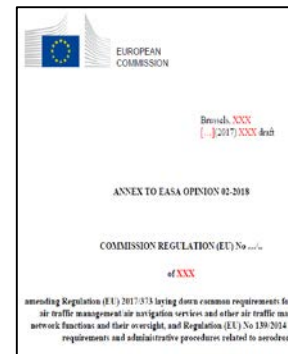 EUROPEAN
COMMISSION
Brussels, XXX
[…](2017) XXX draft
ANNEX TO EASA OPINION 02-2018
COMMISSION REGULATION (EU) No …/..
of XXX
amending Regulation (EU) 2017/373 laying down common requirements fo
air traffic management/air navigation services and other air traffic ma
network functions and their oversight, and Regulation (EU) No 139/2014
requirements and administrative procedures related to aerodro